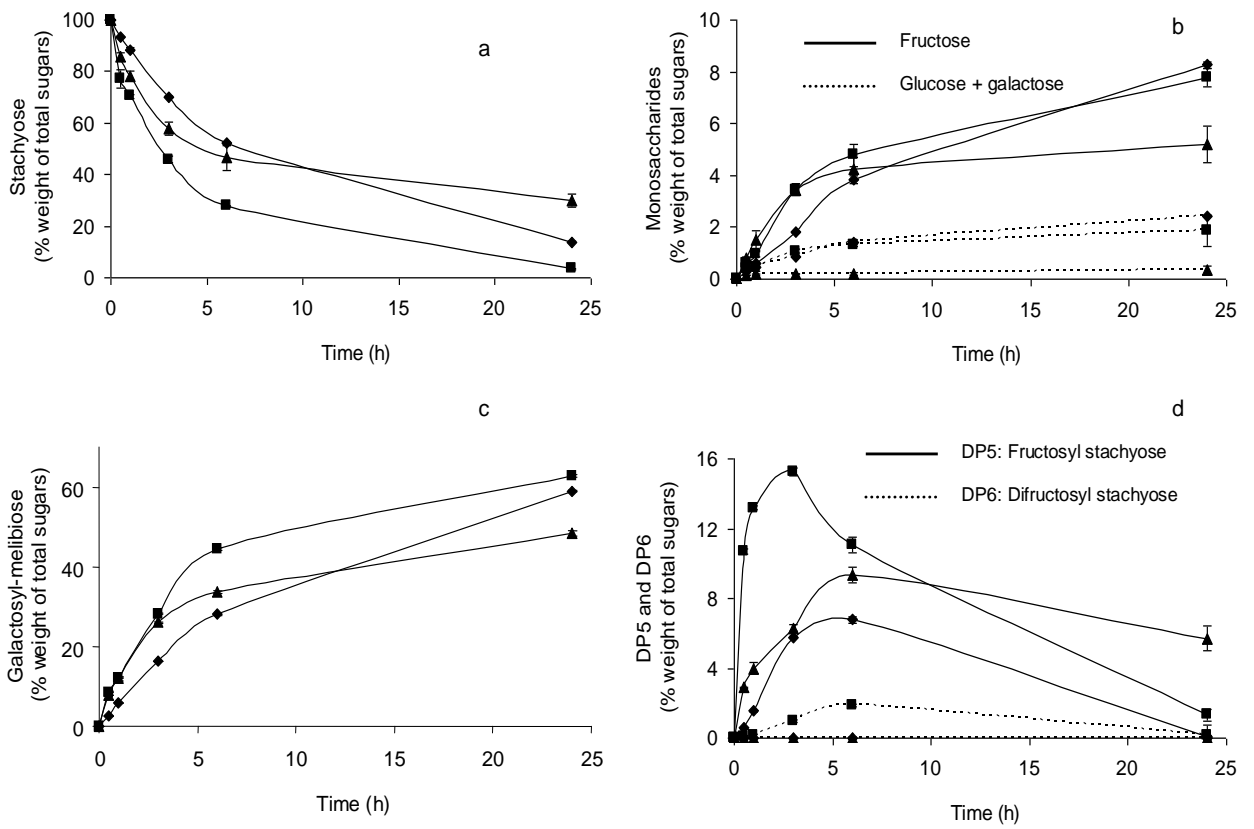 a
Stachyose
(% weight of total sugars)
100
80
60
40
20
0
0 5 10 15 20 25
Time (h)
b
Fructose
Glucose + galactose
Monosaccharides
(% weight of total sugars)
10
8
6
4
2
0
0 5 10 15 20 25
Time (h)
c
Galactosyl-melibiose
(% weight of total sugars)
60
40
20
0
0 5 10 15 20 25
Time (h)
d
DP5: Fructosyl stachyose
DP6: Difructosyl stachyose
DP5 and DP6
(% weight of total sugars)
16
12
8
4
0
0 5 10 15 20 25
Time (h)